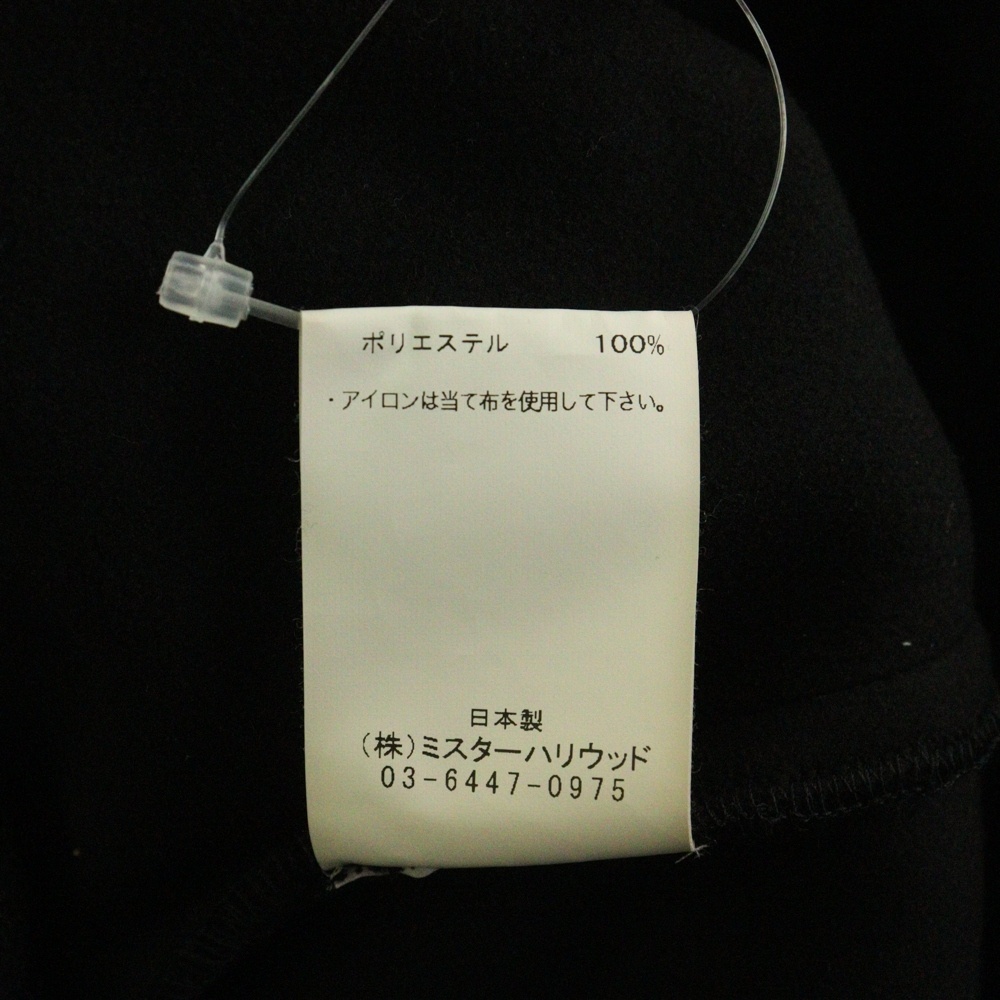 ポリエステル 100%
・アイロンは当て布を使用して下さい。
日本製
(株)ミスターハリウッド
03-6447-0975